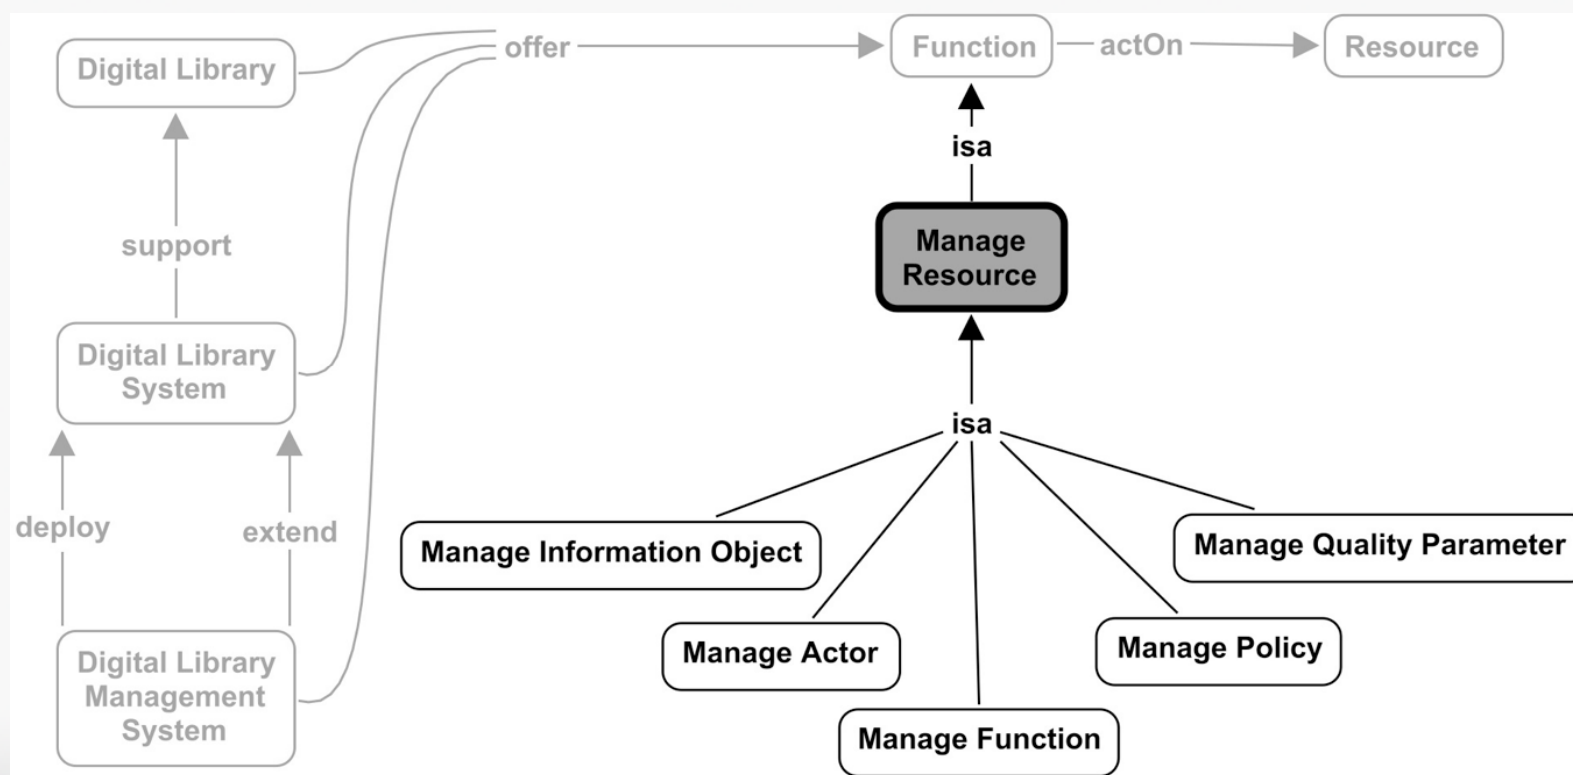 Digital Library
offer
Function
actOn
Resource
isa
support
Manage
Resource
Digital Library
System
isa
deploy
extend
Manage Information Object
Manage Quality Parameter
Manage Actor
Manage Policy
Digital Library
Management
System
Manage Function